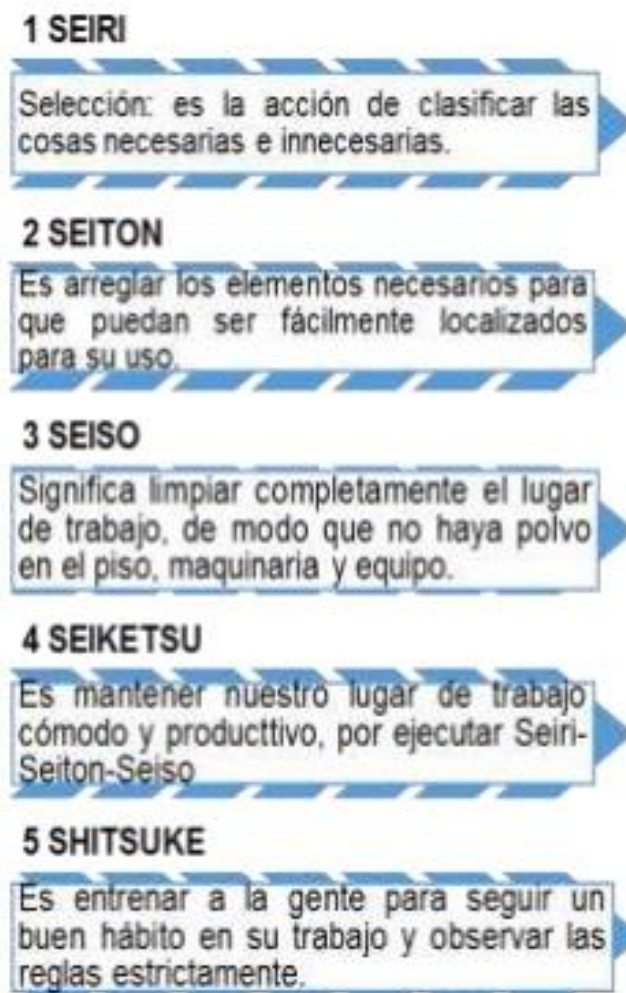 1 SEIRI
Selección: es la acción de clasificar las
cosas necesarias e innecesarias.
2 SEITON
Es arreglar los elementos necesarios para
que puedan ser fácilmente localizados
para su uso.
3 SEISO
Significa limpiar completamente el lugar
de trabajo, de modo que no haya polvo
en el piso, maquinaria y equipo.
4 SEIKETSU
Es mantener nuestro lugar de trabajo
cómodo y producttivo, por ejecutar Seiri-
Seiton-Seiso
5 SHITSUKE
Es entrenar a la gente para seguir un
buen hábito en su trabajo y observar las
reglas estrictamente.